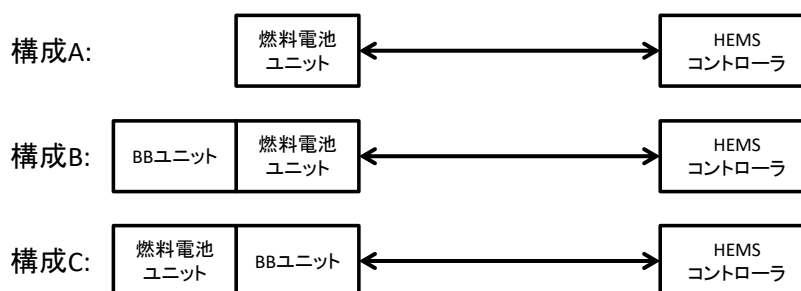 構成A:
燃料電池
ユニット
HEMS
コントローラ
構成B:
BBユニット
燃料電池
ユニット
HEMS
コントローラ
構成C:
燃料電池
ユニット
BBユニット
HEMS
コントローラ